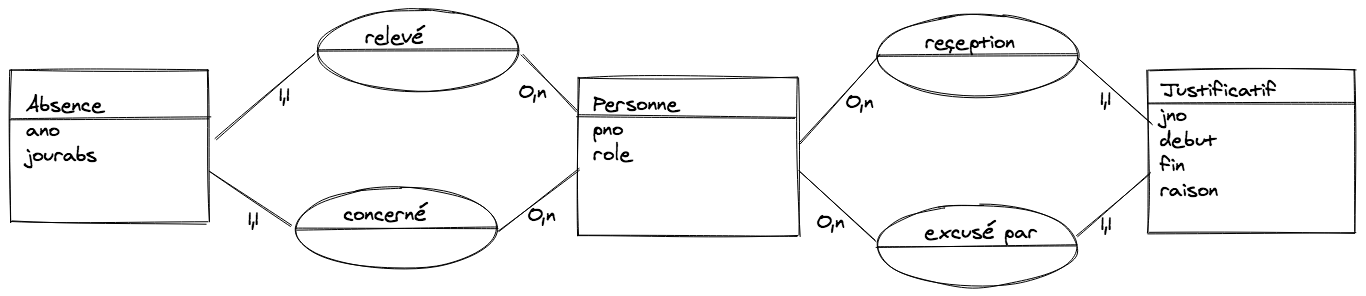 relevé
1,1
0,n
Absence
ano
jourabs
concerné
1,1
0,n
Personne
pno
role
reçeption
0,n
1,1
excusé par
0,n
1,1
Justificatif
jno
debut
fin
raison